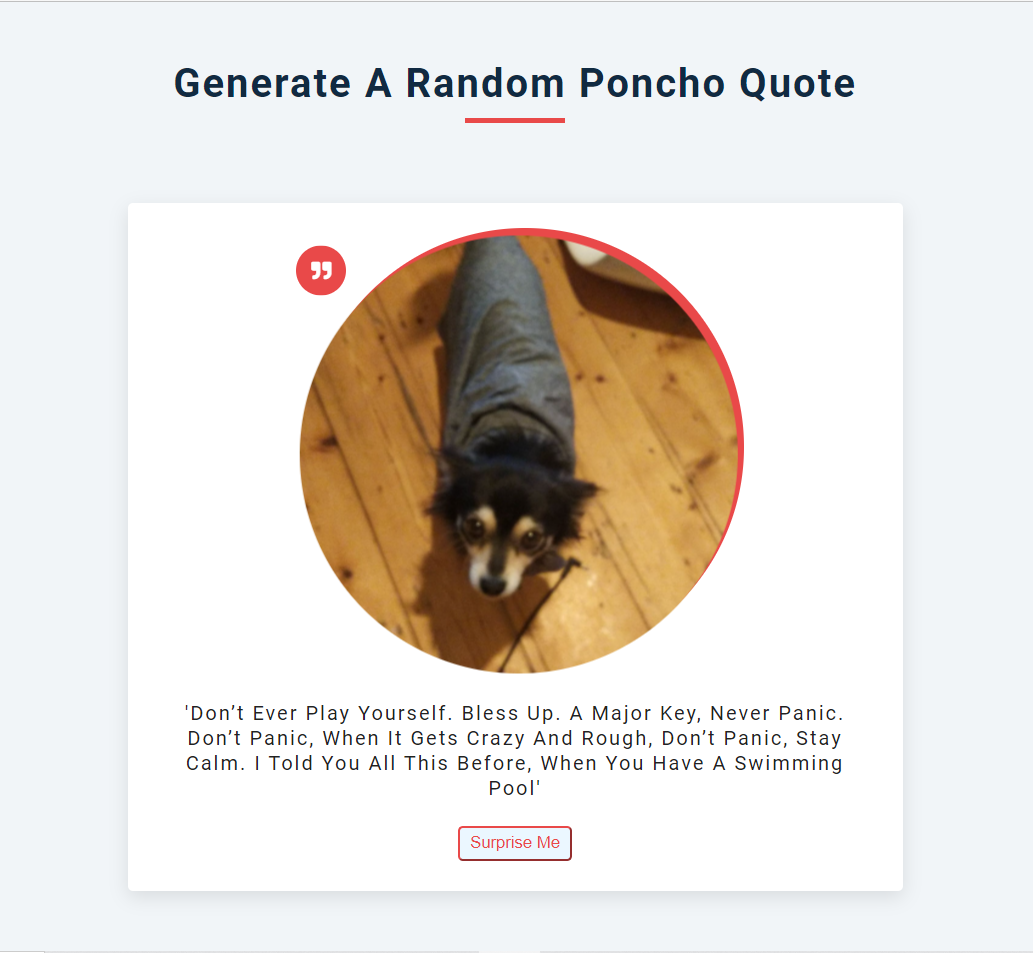 Generate A Random Poncho Quote
'Don’t Ever Play Yourself. Bless Up. A Major Key, Never Panic.
Don’t Panic, When It Gets Crazy And Rough, Don’t Panic, Stay
Calm. I Told You All This Before, When You Have A Swimming
Pool'
Surprise Me